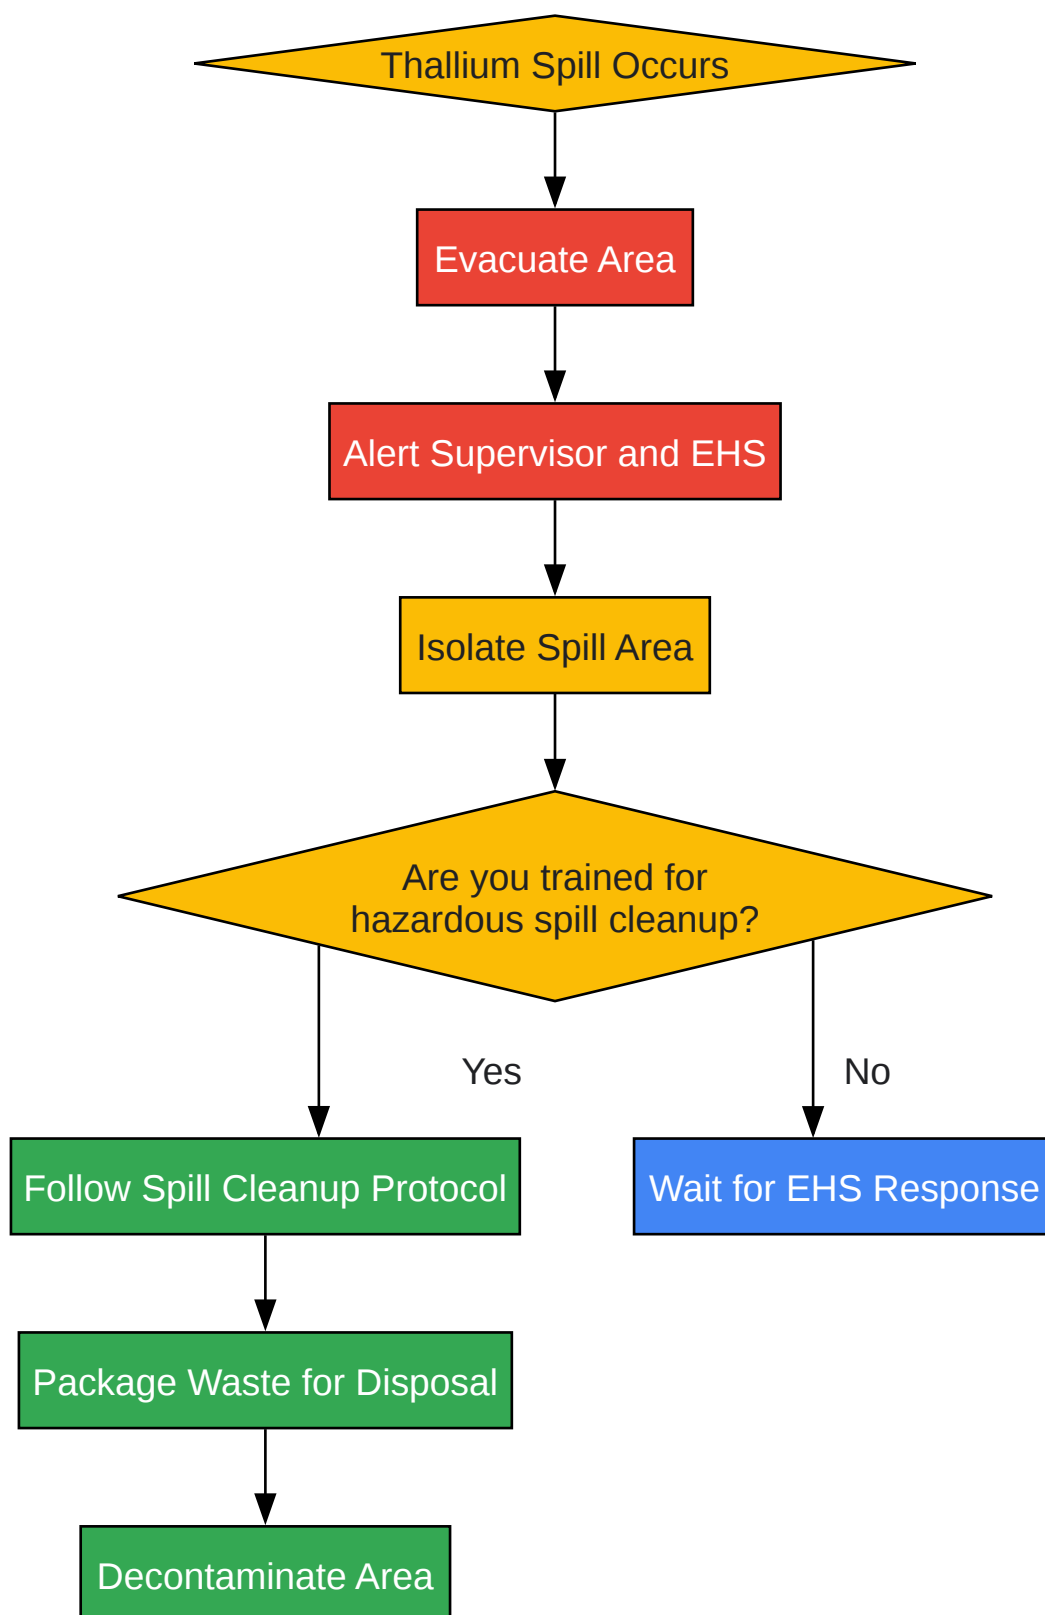 Thallium Spill Occurs
Evacuate Area
Alert Supervisor and EHS
Isolate Spill Area
Are you trained for
hazardous spill cleanup?
Yes
No
Follow Spill Cleanup Protocol
Wait for EHS Response
Package Waste for Disposal
Decontaminate Area